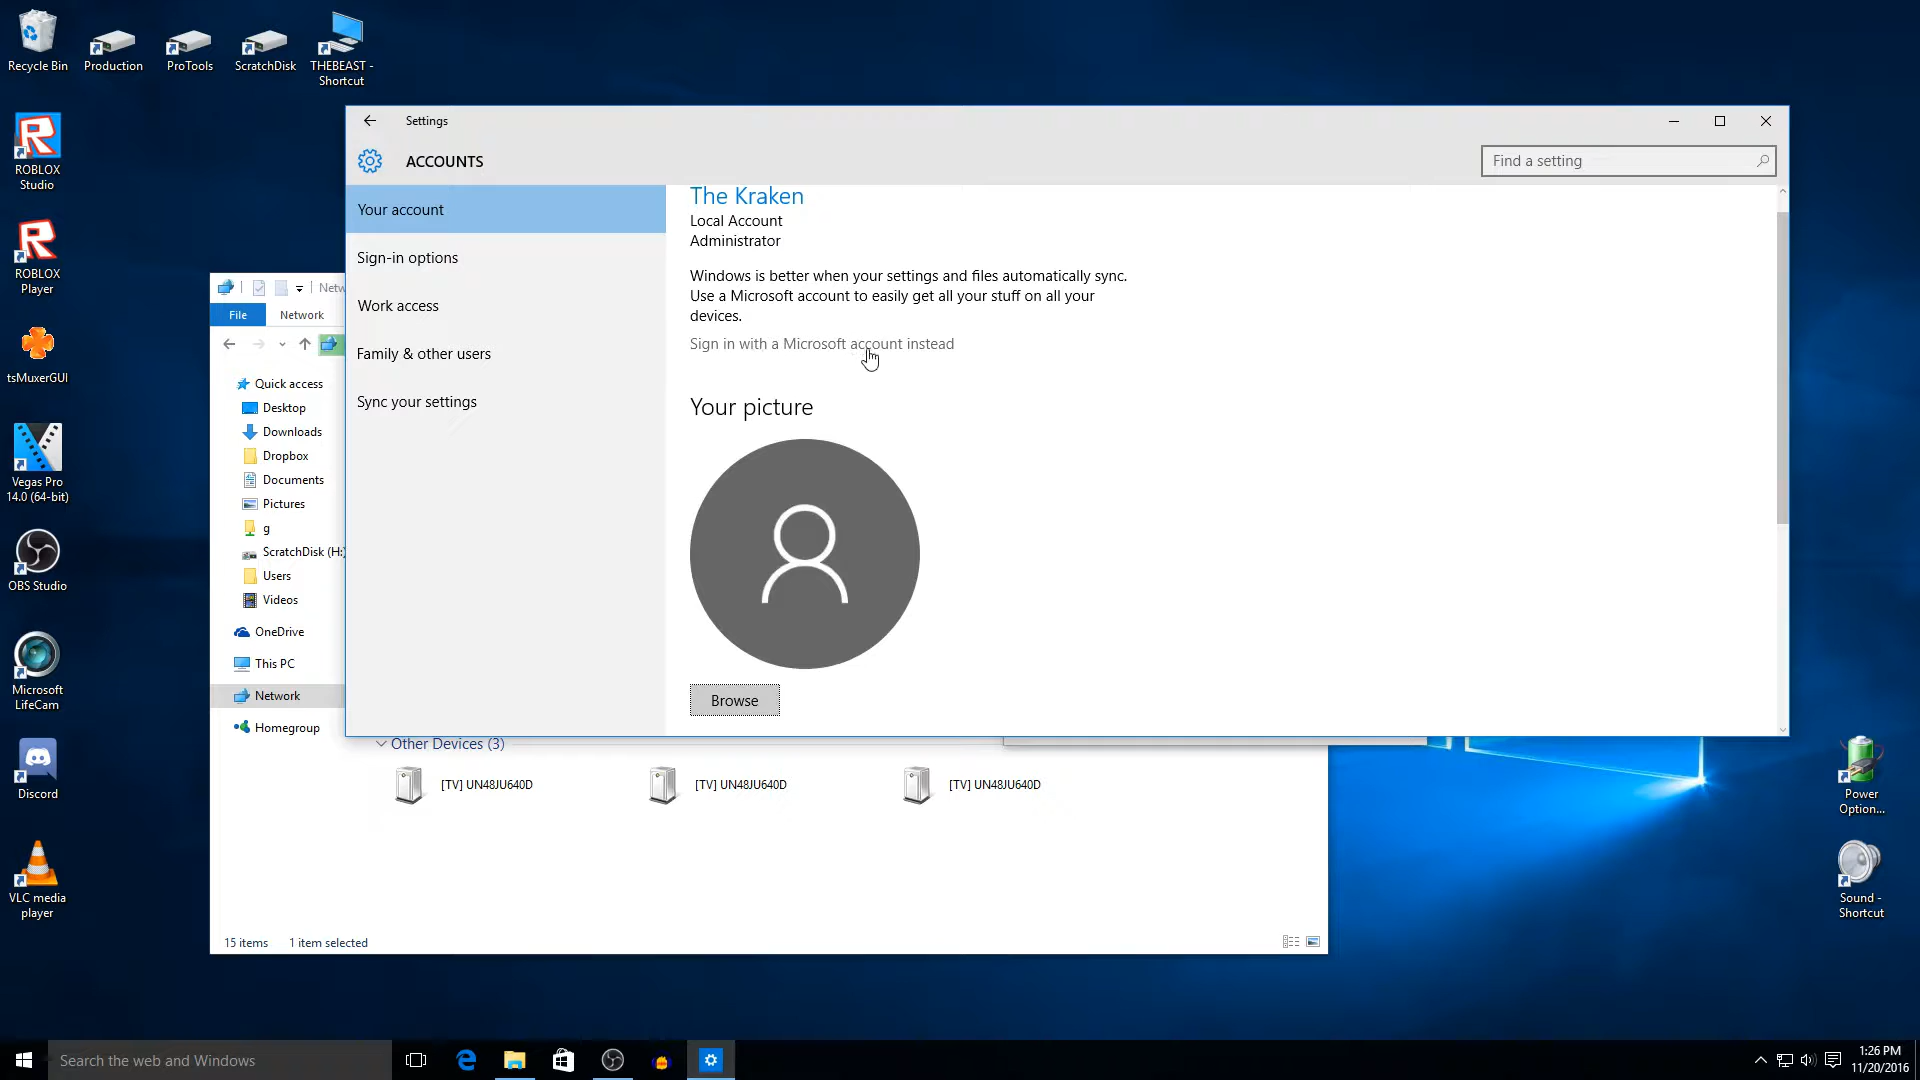 Recycle Bin
Production
ProTools
ScratchDisk
THEBEAST -
Shortcut
ROBLOX
Studio
ROBLOX
Player
tsMuxerGUI
Vegas Pro
14.0 (64-bit)
OBS Studio
Microsoft
LifeCam
Discord
VLC media
player
Settings
ACCOUNTS
Find a setting
Your account
Sign-in options
Work access
Family & other users
Sync your settings
The Kraken
Local Account
Administrator
Windows is better when your settings and files automatically sync.
Use a Microsoft account to easily get all your stuff on all your
devices.
Sign in with a Microsoft account instead
Your picture
Browse
File
Network
Quick access
Desktop
Downloads
Dropbox
Documents
Pictures
g
ScratchDisk (H:)
Users
Videos
OneDrive
This PC
Network
Homegroup
Other Devices (3)
[TV] UN48JU640D
[TV] UN48JU640D
[TV] UN48JU640D
15 items
1 item selected
Power
Option...
Sound -
Shortcut
Search the web and Windows
1:26 PM
11/20/2016